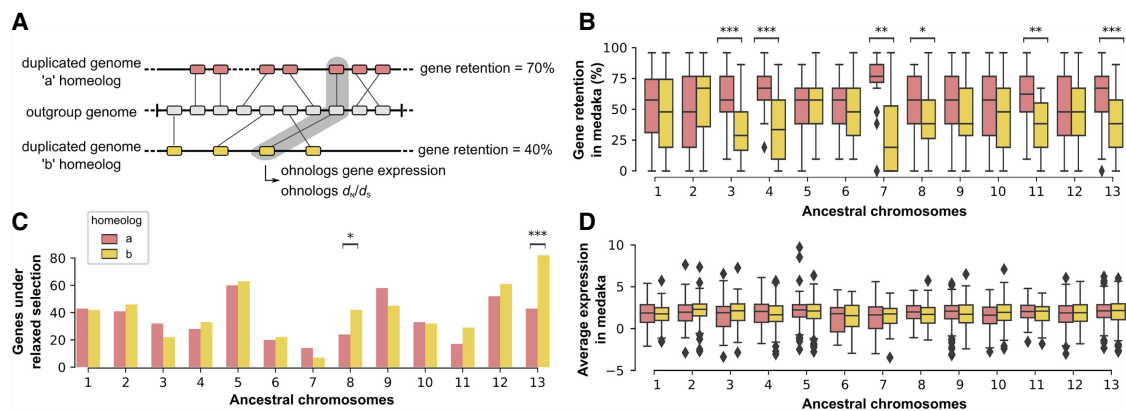 A
duplicated genome
'a' homeolog
gene retention = 70%
outgroup genome
duplicated genome
'b' homeolog
gene retention = 40%
ohnologs gene expression
ohnologs dN/dS
B
*** *** ** * ** ***
Gene retention
in medaka (%)
100
75
50
25
0
1 2 3 4 5 6 7 8 9 10 11 12 13
Ancestral chromosomes
C
homeolog
a
b
* ***
Genes under
relaxed selection
80
60
40
20
0
1 2 3 4 5 6 7 8 9 10 11 12 13
Ancestral chromosomes
D
Average expression
in medaka
10
5
0
−5
1 2 3 4 5 6 7 8 9 10 11 12 13
Ancestral chromosomes